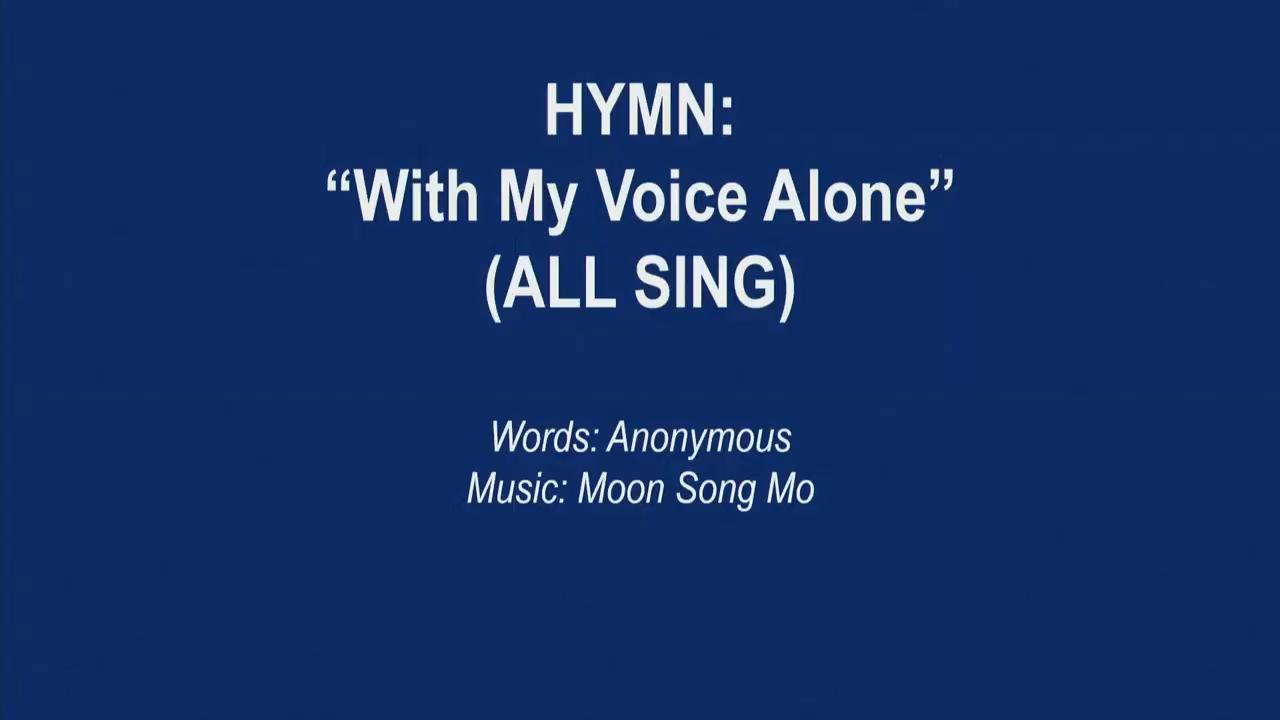 HYMN:
“With My Voice Alone”
(ALL SING)
Words: Anonymous
Music: Moon Song Mo